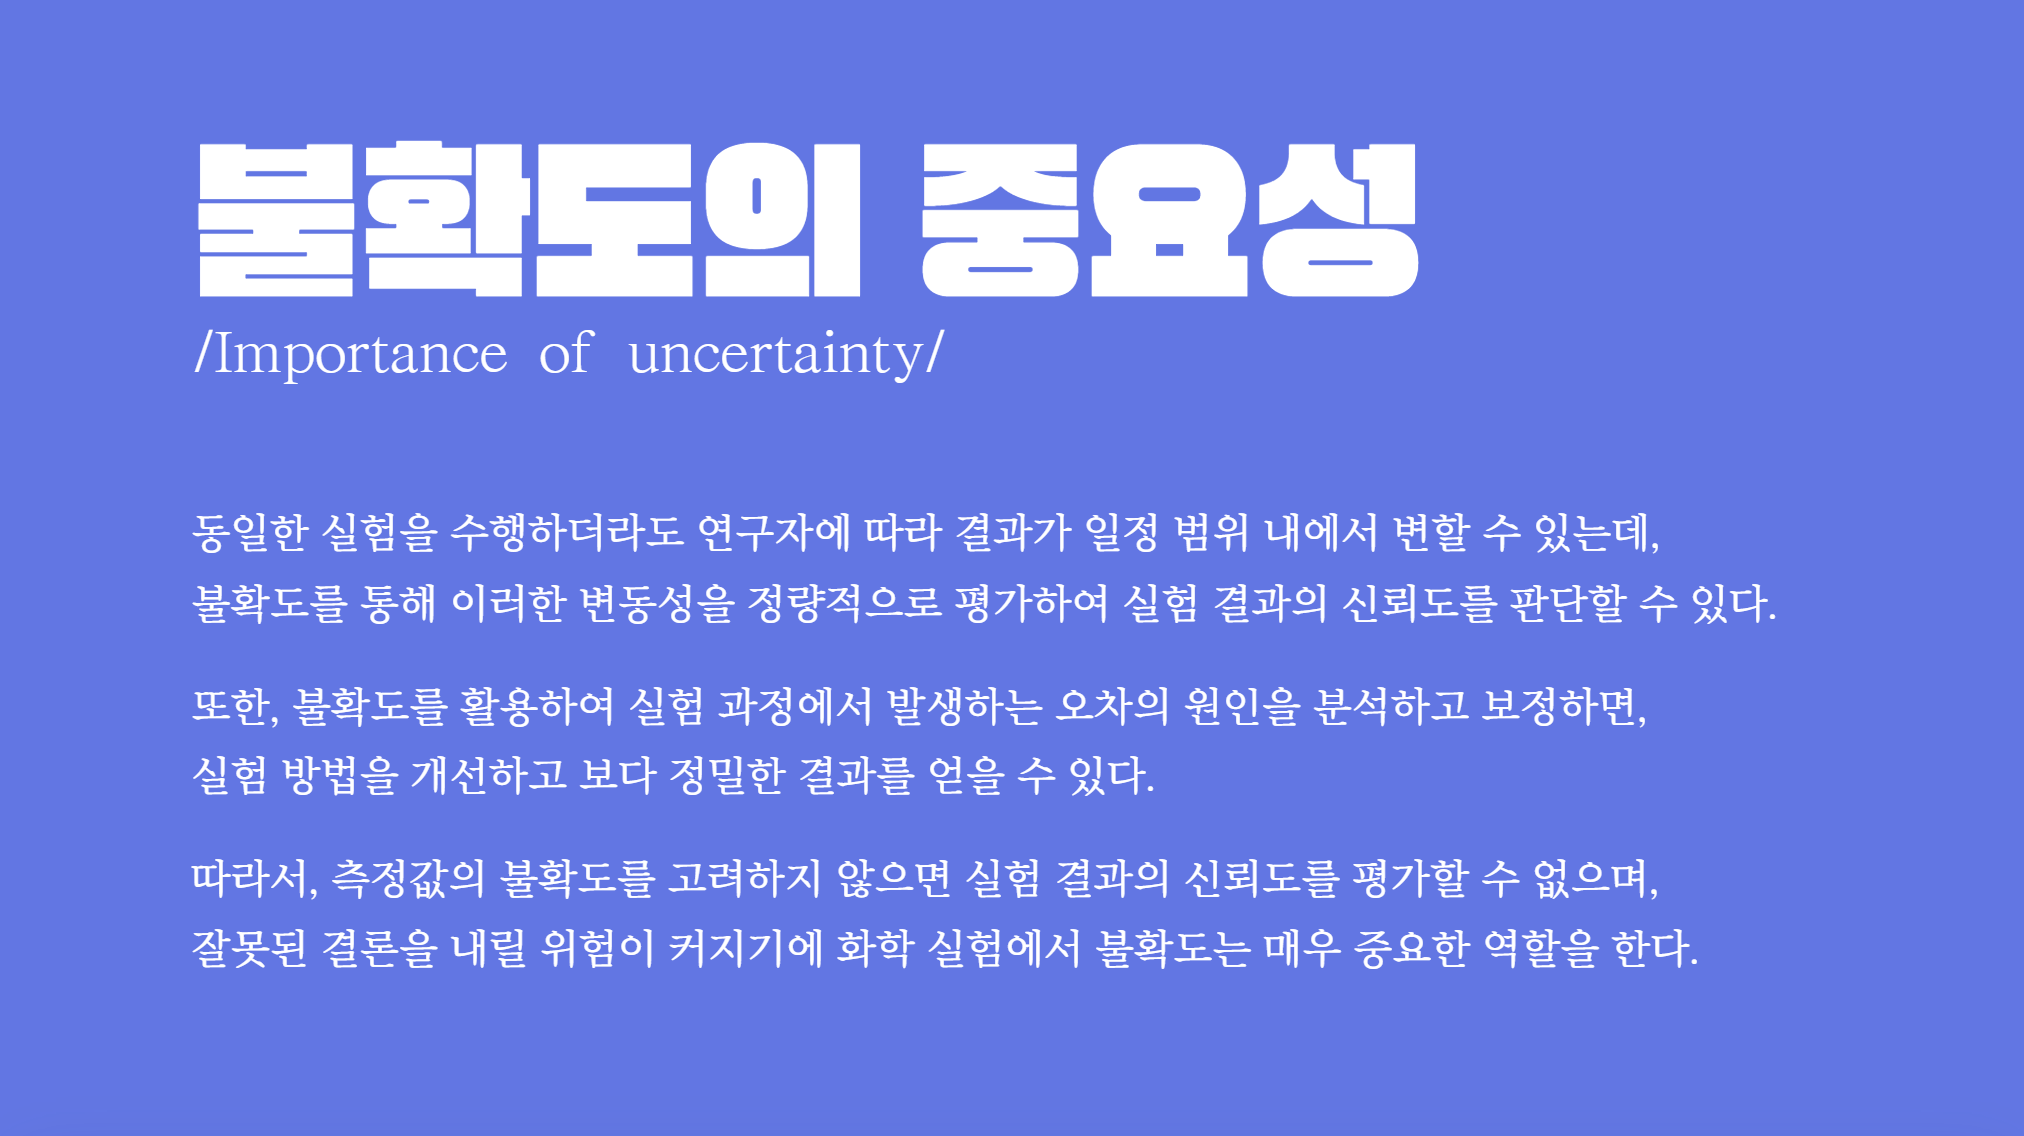 불확도의 중요성
/Importance of uncertainty/
동일한 실험을 수행하더라도 연구자에 따라 결과가 일정 범위 내에서 변할 수 있는데,
불확도를 통해 이러한 변동성을 정량적으로 평가하여 실험 결과의 신뢰도를 판단할 수 있다.
또한, 불확도를 활용하여 실험 과정에서 발생하는 오차의 원인을 분석하고 보정하면,
실험 방법을 개선하고 보다 정밀한 결과를 얻을 수 있다.
따라서, 측정값의 불확도를 고려하지 않으면 실험 결과의 신뢰도를 평가할 수 없으며,
잘못된 결론을 내릴 위험이 커지기에 화학 실험에서 불확도는 매우 중요한 역할을 한다.